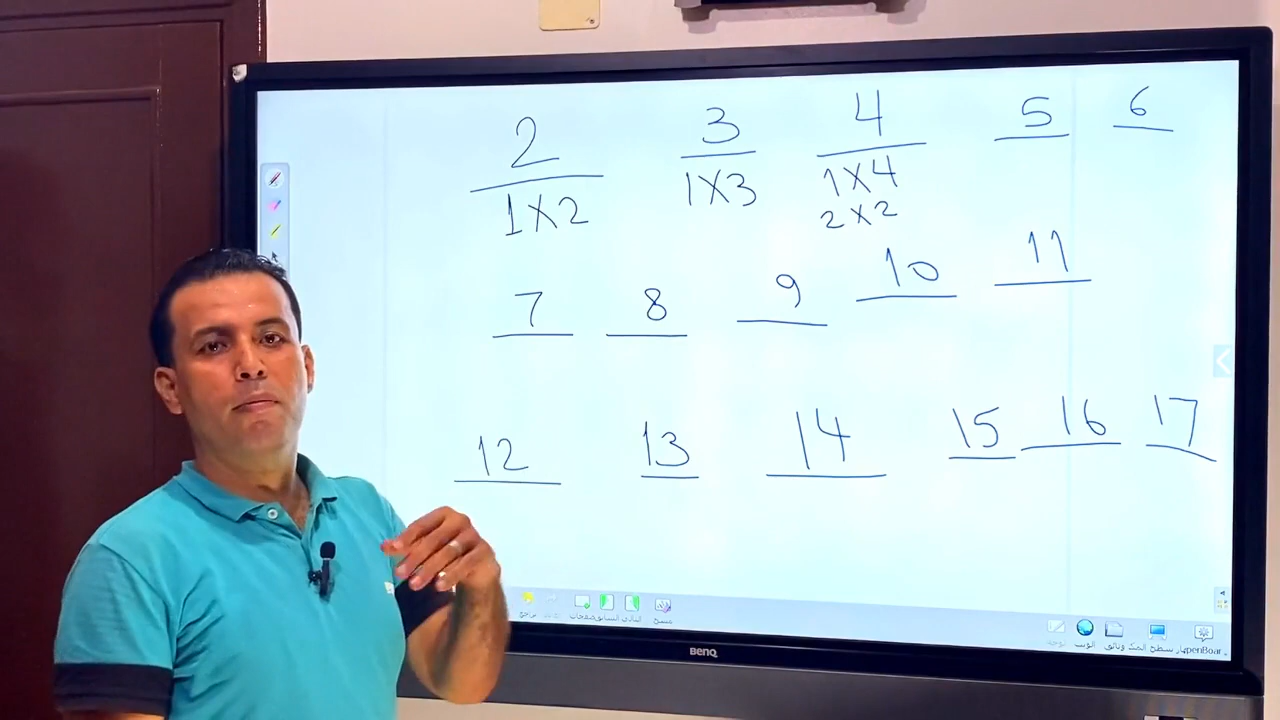 2 3 4 5 6
1X2 1X3 1X4
2X2
7 8 9 10 11
12 13 14 15 16 17
BenQ